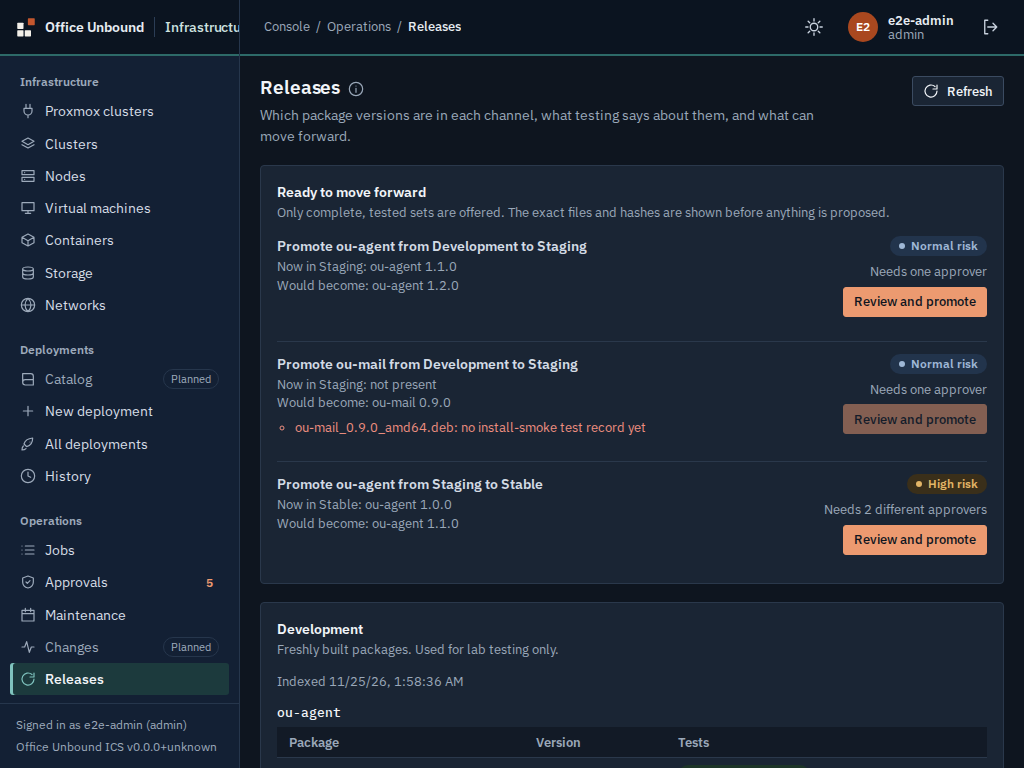 Office Unbound
Infrastructu
Console / Operations / Releases
E2
e2e-admin
admin
Infrastructure
Proxmox clusters
Clusters
Nodes
Virtual machines
Containers
Storage
Networks
Deployments
Catalog
Planned
New deployment
All deployments
History
Operations
Jobs
Approvals
5
Maintenance
Changes
Planned
Releases
Signed in as e2e-admin (admin)
Office Unbound ICS v0.0.0+unknown
Releases
Refresh
Which package versions are in each channel, what testing says about them, and what can
move forward.
Ready to move forward
Only complete, tested sets are offered. The exact files and hashes are shown before anything is proposed.
Promote ou-agent from Development to Staging
Now in Staging: ou-agent 1.1.0
Would become: ou-agent 1.2.0
Normal risk
Needs one approver
Review and promote
Promote ou-mail from Development to Staging
Now in Staging: not present
Would become: ou-mail 0.9.0
ou-mail_0.9.0_amd64.deb: no install-smoke test record yet
Normal risk
Needs one approver
Review and promote
Promote ou-agent from Staging to Stable
Now in Stable: ou-agent 1.0.0
Would become: ou-agent 1.1.0
High risk
Needs 2 different approvers
Review and promote
Development
Freshly built packages. Used for lab testing only.
Indexed 11/25/26, 1:58:36 AM
ou-agent
Package Version Tests